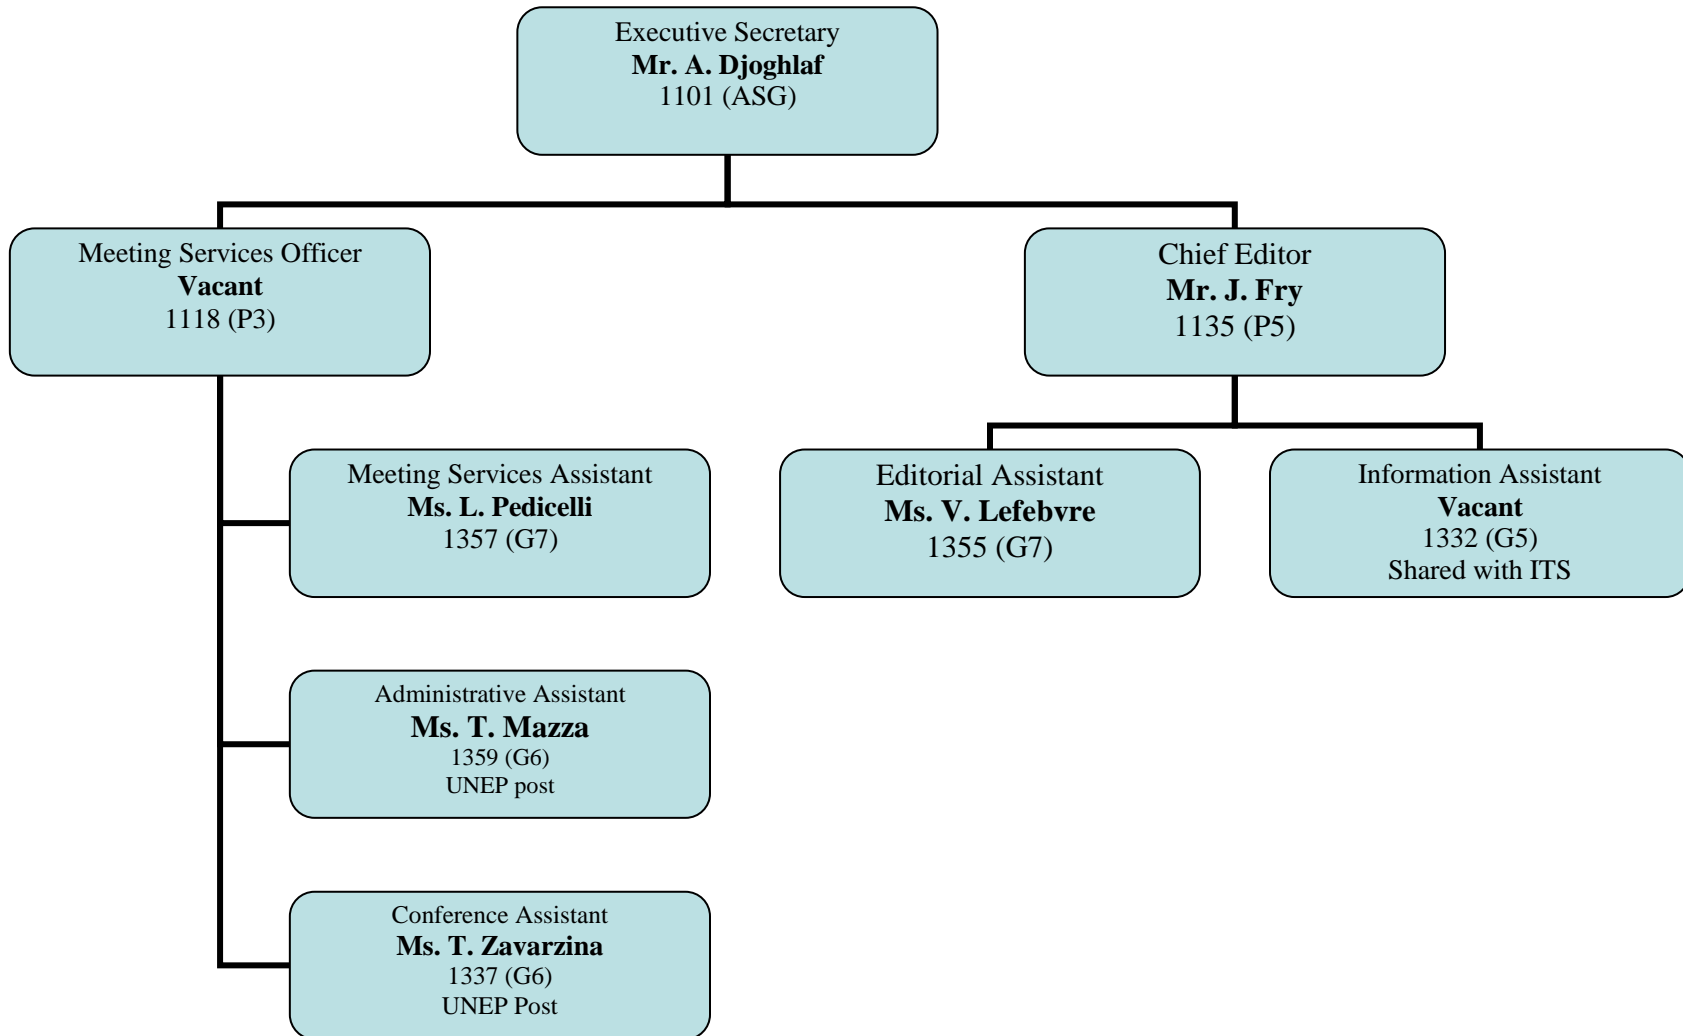 Executive Secretary
Mr. A. Djoghlaf
1101 (ASG)
Meeting Services Officer
Vacant
1118 (P3)
Chief Editor
Mr. J. Fry
1135 (P5)
Meeting Services Assistant
Ms. L. Pedicelli
1357 (G7)
Editorial Assistant
Ms. V. Lefebvre
1355 (G7)
Information Assistant
Vacant
1332 (G5)
Shared with ITS
Administrative Assistant
Ms. T. Mazza
1359 (G6)
UNEP post
Conference Assistant
Ms. T. Zavarzina
1337 (G6)
UNEP Post